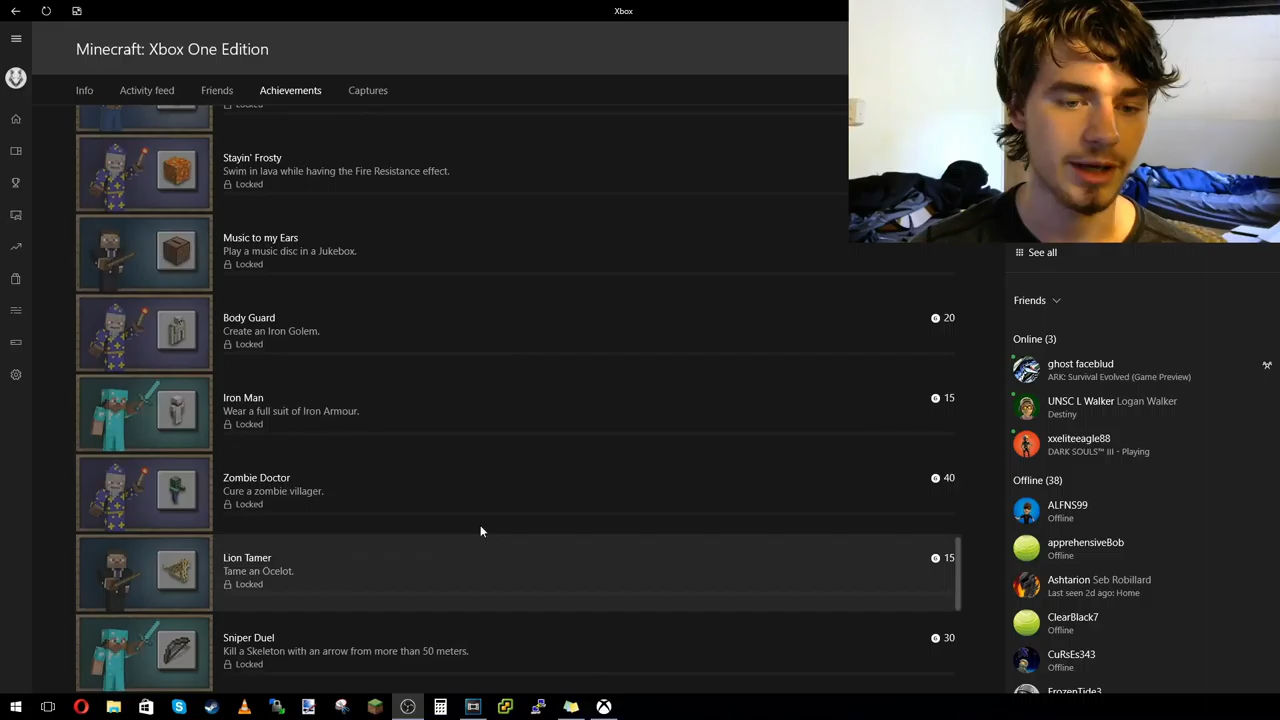 Xbox
Minecraft: Xbox One Edition
Info
Activity feed
Friends
Achievements
Captures
Stayin' Frosty
Swim in lava while having the Fire Resistance effect.
Locked
Music to my Ears
Play a music disc in a Jukebox.
Locked
Body Guard
20
Create an Iron Golem.
Locked
Iron Man
15
Wear a full suit of Iron Armour.
Locked
Zombie Doctor
40
Cure a zombie villager.
Locked
Lion Tamer
15
Tame an Ocelot.
Locked
Sniper Duel
30
Kill a Skeleton with an arrow from more than 50 meters.
Locked
See all
Friends
Online (3)
ghost faceblud
ARK: Survival Evolved (Game Preview)
UNSC L Walker Logan Walker
Destiny
xxeliteeagle88
DARK SOULS™ III - Playing
Offline (38)
ALFNS99
Offline
apprehensiveBob
Offline
Ashtarion Seb Robillard
Last seen 2d ago: Home
ClearBlack7
Offline
CuRsEs343
Offline
FrozenTide3